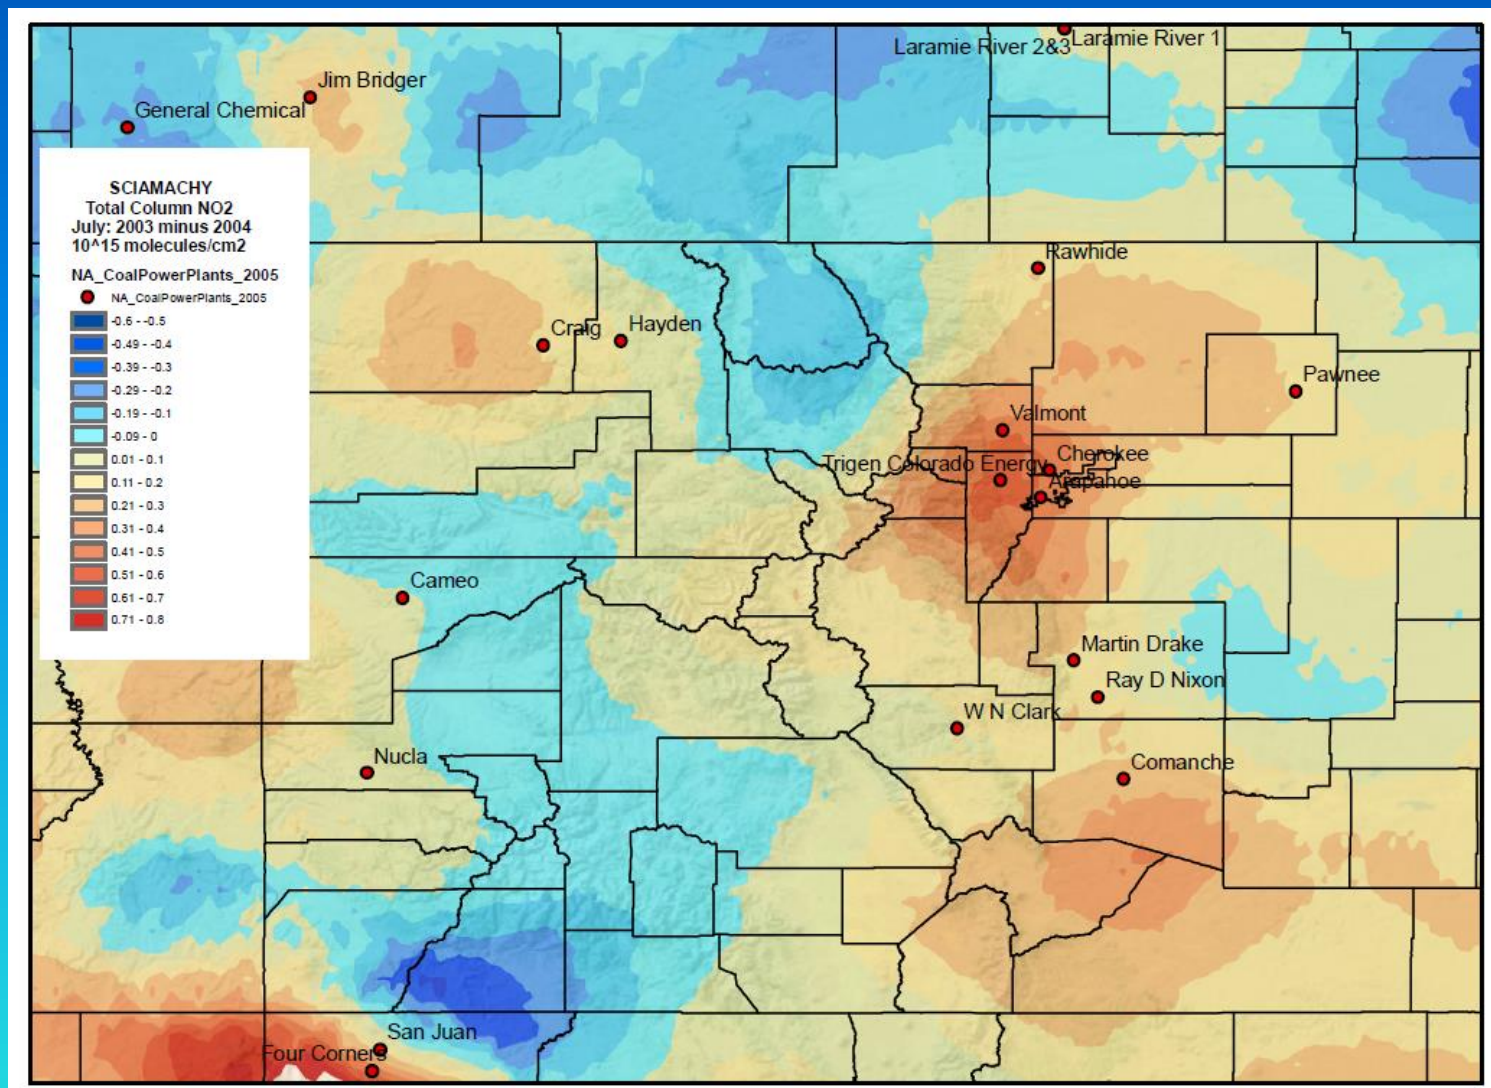 Laramie River 1
Laramie River 2&3
Jim Bridger
General Chemical
SCIAMACHY
Total Column NO2
July: 2003 minus 2004
10^15 molecules/cm2
NA_CoalPowerPlants_2005
NA_CoalPowerPlants_2005
-0.6 - -0.5
-0.49 - -0.4
-0.39 - -0.3
-0.29 - -0.2
-0.19 - -0.1
-0.09 - 0
0.01 - 0.1
0.11 - 0.2
0.21 - 0.3
0.31 - 0.4
0.41 - 0.5
0.51 - 0.6
0.61 - 0.7
0.71 - 0.8
Rawhide
Craig
Hayden
Pawnee
Valmont
Trigen Colorado Energy
Cherokee
Arapahoe
Cameo
Martin Drake
Ray D Nixon
W N Clark
Nucla
Comanche
San Juan
Four Corners